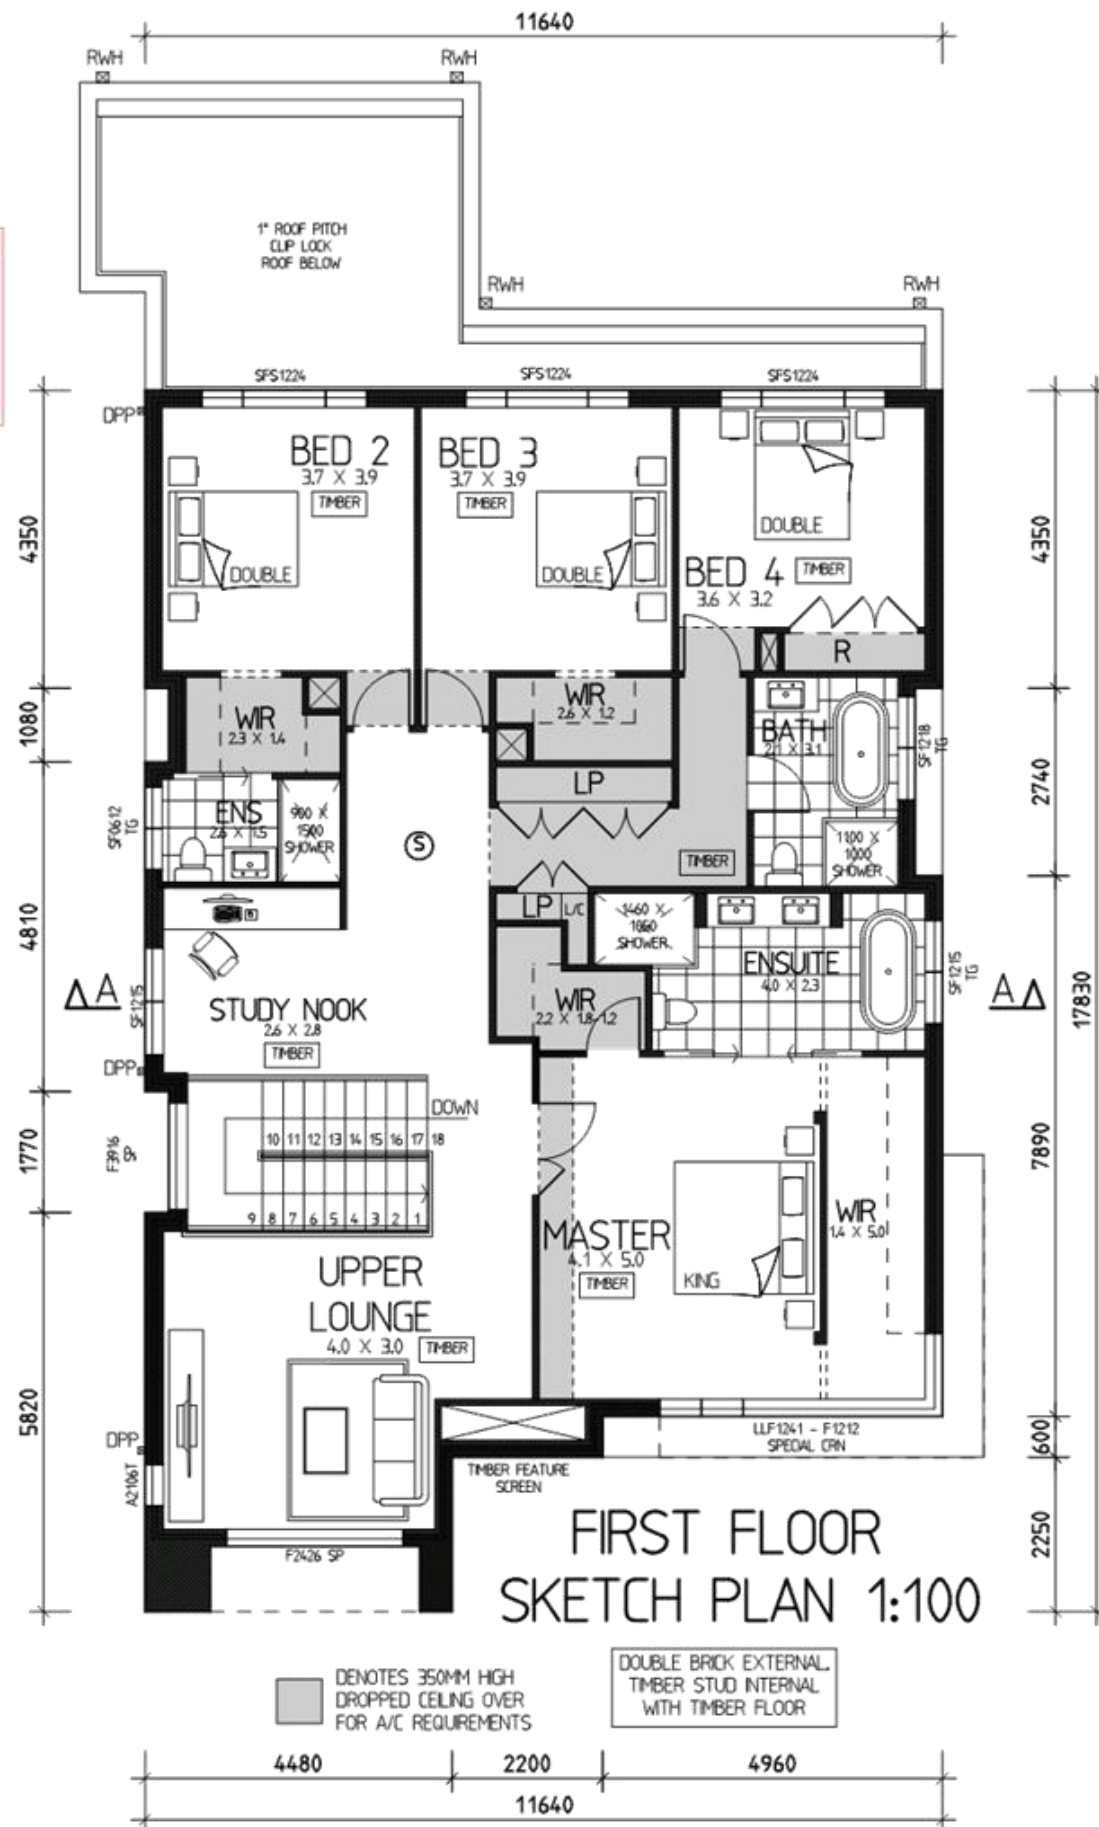 11640
RWH
RWH
1° ROOF PITCH
CLIP LOCK
ROOF BELOW
RWH
RWH
SFS1224
SFS1224
SFS1224
DPP
BED 2
3.7 X 3.9
TIMBER
DOUBLE
BED 3
3.7 X 3.9
TIMBER
DOUBLE
DOUBLE
BED 4
TIMBER
3.6 X 3.2
R
4350
4350
1080
WIR
2.3 X 1.4
WIR
2.6 X 1.2
BATH
2.1 X 3.1
SF1218
TG
2740
LP
SF0612
TG
ENS
2.6 X 1.5
900 X
1500
SHOWER
S
TIMBER
1100 X
1000
SHOWER
4810
LP
L/C
1460 X
1060
SHOWER
ENSUITE
4.0 X 2.3
SF1215
TG
A
SF1215
STUDY NOOK
2.6 X 2.8
TIMBER
WIR
2.2 X 1.8-1.2
A
17830
DPP
DOWN
1770
F3916
10 11 12 13 14 15 16 17 18
7890
9 8 7 6 5 4 3 2 1
MASTER
4.1 X 5.0
TIMBER
KING
WIR
1.4 X 5.0
UPPER
LOUNGE
4.0 X 3.0
TIMBER
5820
DPP
A2106T
LLF1241 - F1212
SPECIAL CRN
600
TIMBER FEATURE
SCREEN
F2426 SP
2250
FIRST FLOOR
SKETCH PLAN 1:100
DENOTES 350MM HIGH
DROPPED CEILING OVER
FOR A/C REQUIREMENTS
DOUBLE BRICK EXTERNAL,
TIMBER STUD INTERNAL
WITH TIMBER FLOOR
4480
2200
4960
11640